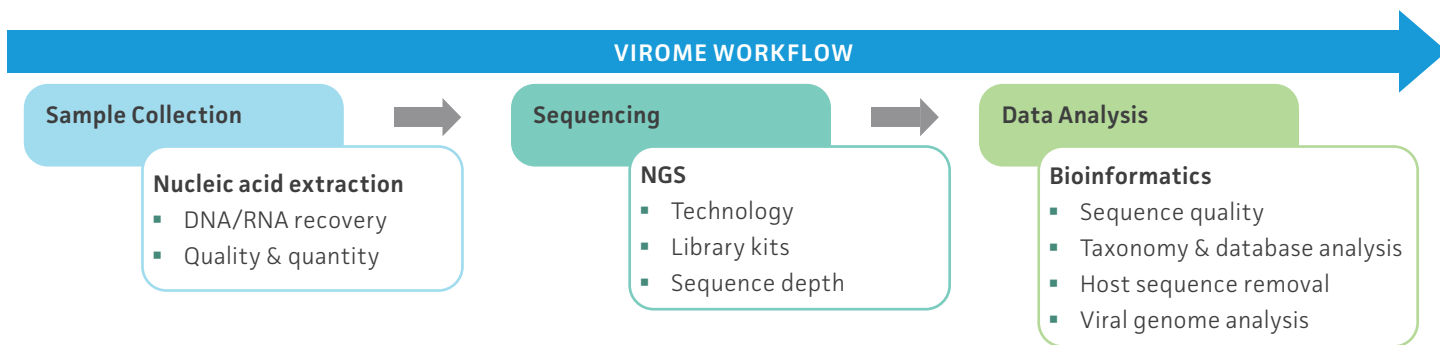 VIROME WORKFLOW
Sample Collection
Nucleic acid extraction
▪ DNA/RNA recovery
▪ Quality & quantity
Sequencing
NGS
▪ Technology
▪ Library kits
▪ Sequence depth
Data Analysis
Bioinformatics
▪ Sequence quality
▪ Taxonomy & database analysis
▪ Host sequence removal
▪ Viral genome analysis